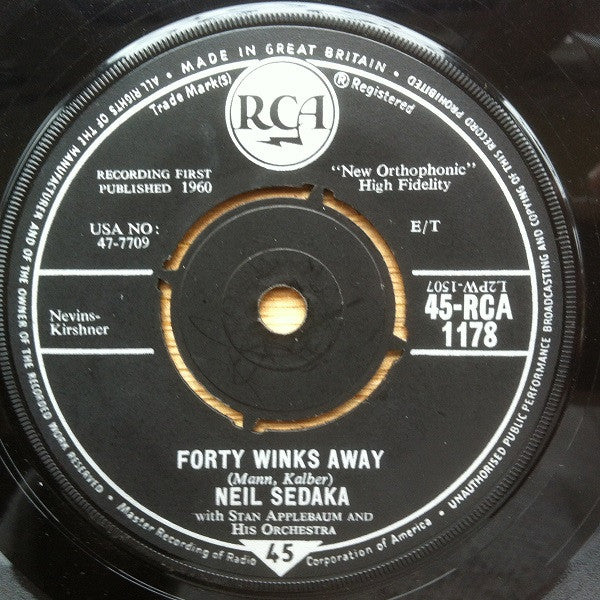 ALL RIGHTS OF THE MANUFACTURER AND OF THE OWNER OF THE RECORDED WORK RESERVED • MADE IN GREAT BRITAIN • UNAUTHORISED PUBLIC PERFORMANCE BROADCASTING AND COPYING OF THIS RECORD PROHIBITED
Trade Mark(s)
® Registered
RCA
RECORDING FIRST
PUBLISHED 1960
"New Orthophonic"
High Fidelity
USA NO:
47-7709
E/T
L2PW-1507
Nevins-
Kirshner
45-RCA
1178
FORTY WINKS AWAY
(Mann, Kalber)
NEIL SEDAKA
with STAN APPLEBAUM AND
HIS ORCHESTRA
45
Master Recording of Radio Corporation of America •